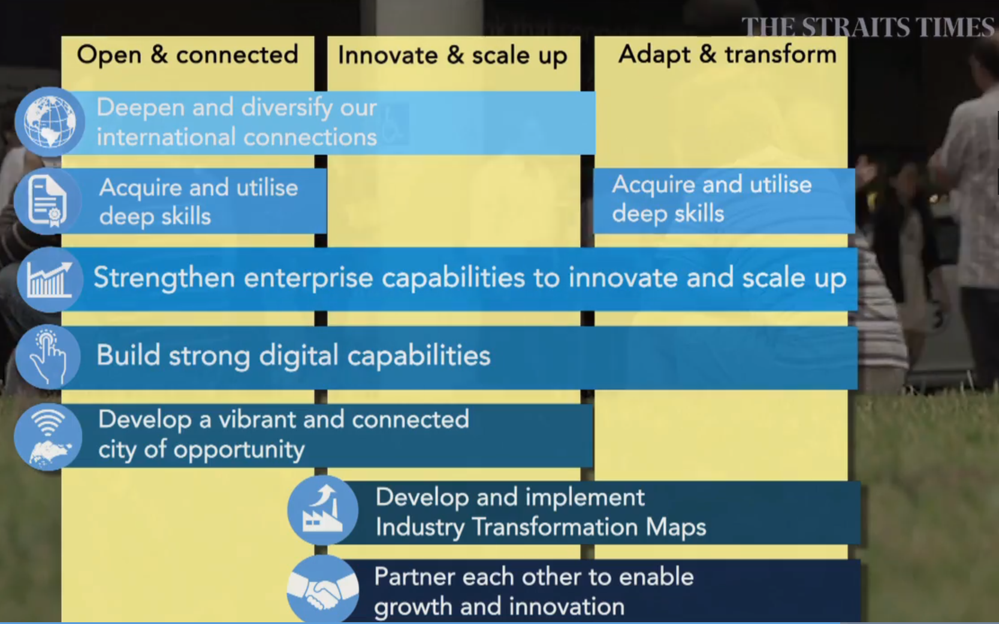 THE STRAITS TIMES
Open & connected
Innovate & scale up
Adapt & transform
Deepen and diversify our
international connections
Acquire and utilise
deep skills
Acquire and utilise
deep skills
Strengthen enterprise capabilities to innovate and scale up
Build strong digital capabilities
Develop a vibrant and connected
city of opportunity
Develop and implement
Industry Transformation Maps
Partner each other to enable
growth and innovation